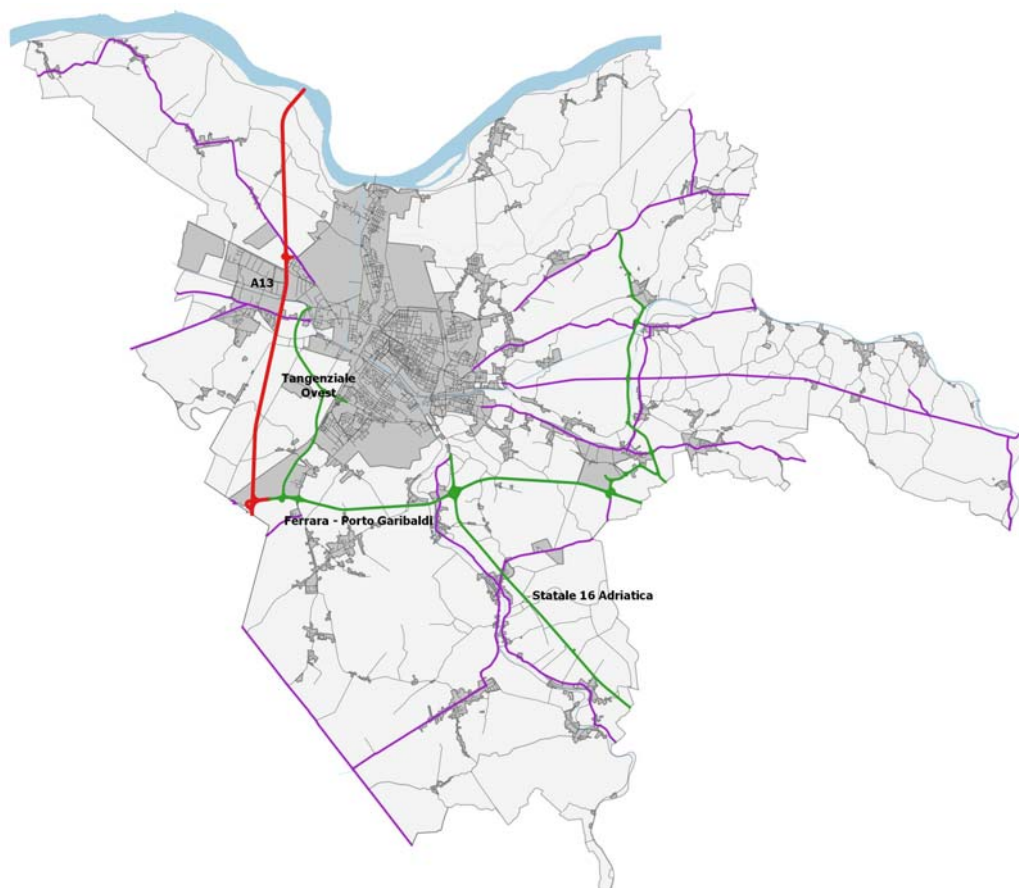 A13
Tangenziale
Ovest
Ferrara - Porto Garibaldi
Statale 16 Adriatica